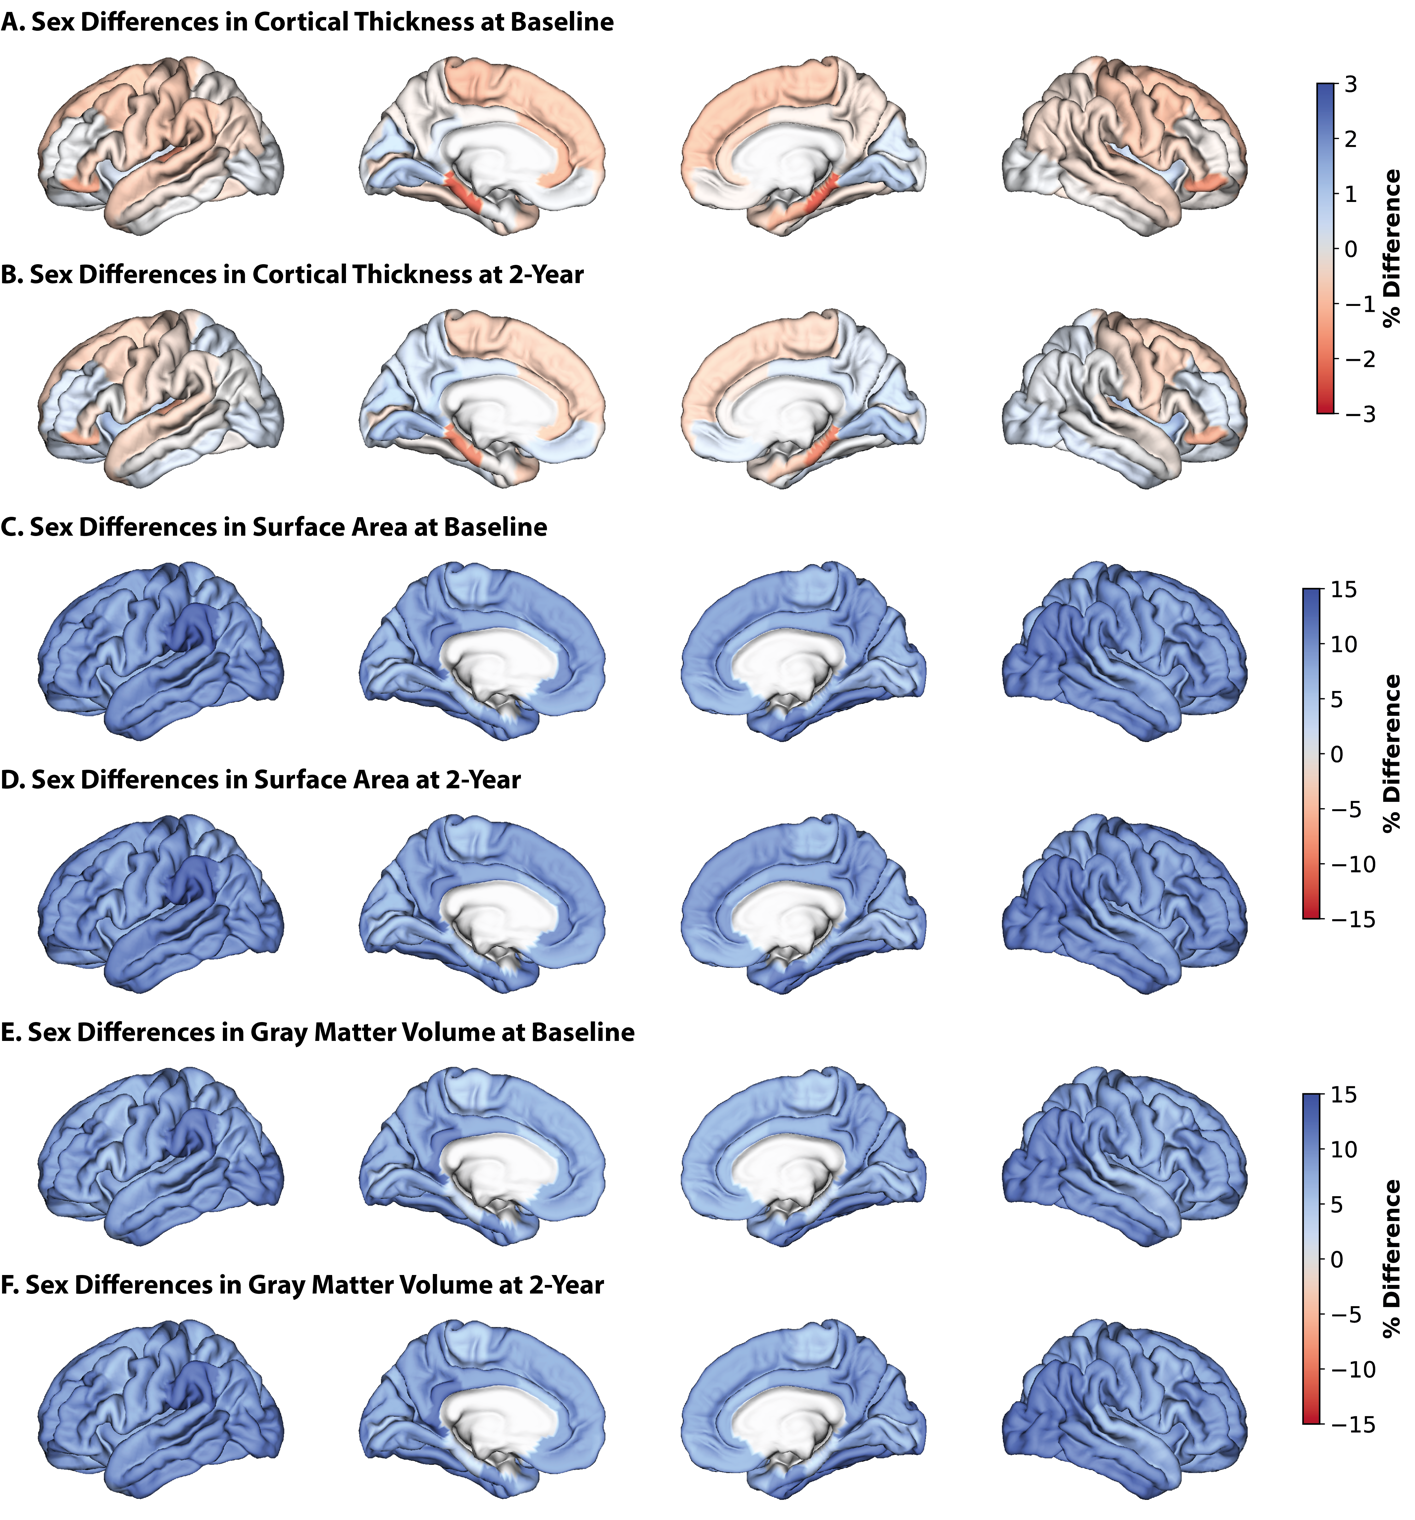 A. Sex Differences in Cortical Thickness at Baseline
3
2
1
0
−1
−2
−3
% Difference
B. Sex Differences in Cortical Thickness at 2-Year
C. Sex Differences in Surface Area at Baseline
15
10
5
0
−5
−10
−15
% Difference
D. Sex Differences in Surface Area at 2-Year
E. Sex Differences in Gray Matter Volume at Baseline
15
10
5
0
−5
−10
−15
% Difference
F. Sex Differences in Gray Matter Volume at 2-Year